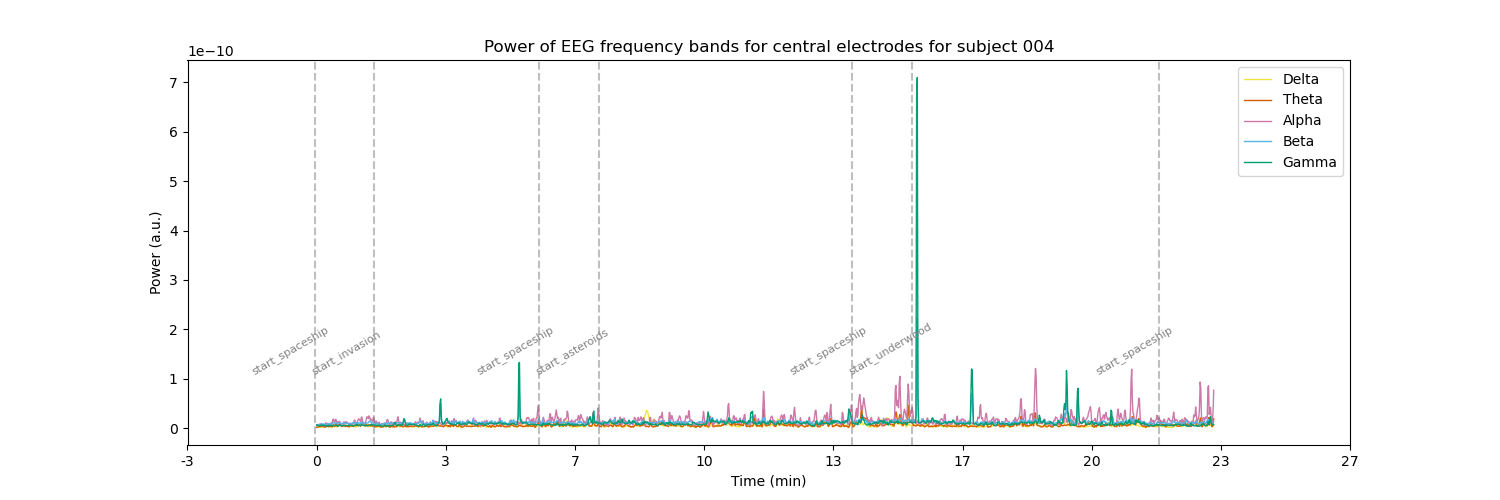 Power of EEG frequency bands for central electrodes for subject 004
1e−10
7
6
5
4
3
2
1
0
Power (a.u.)
Delta
Theta
Alpha
Beta
Gamma
start_spaceship
start_invasion
start_spaceship
start_asteroids
start_spaceship
start_underwood
start_spaceship
-3 0 3 7 10 13 17 20 23 27
Time (min)